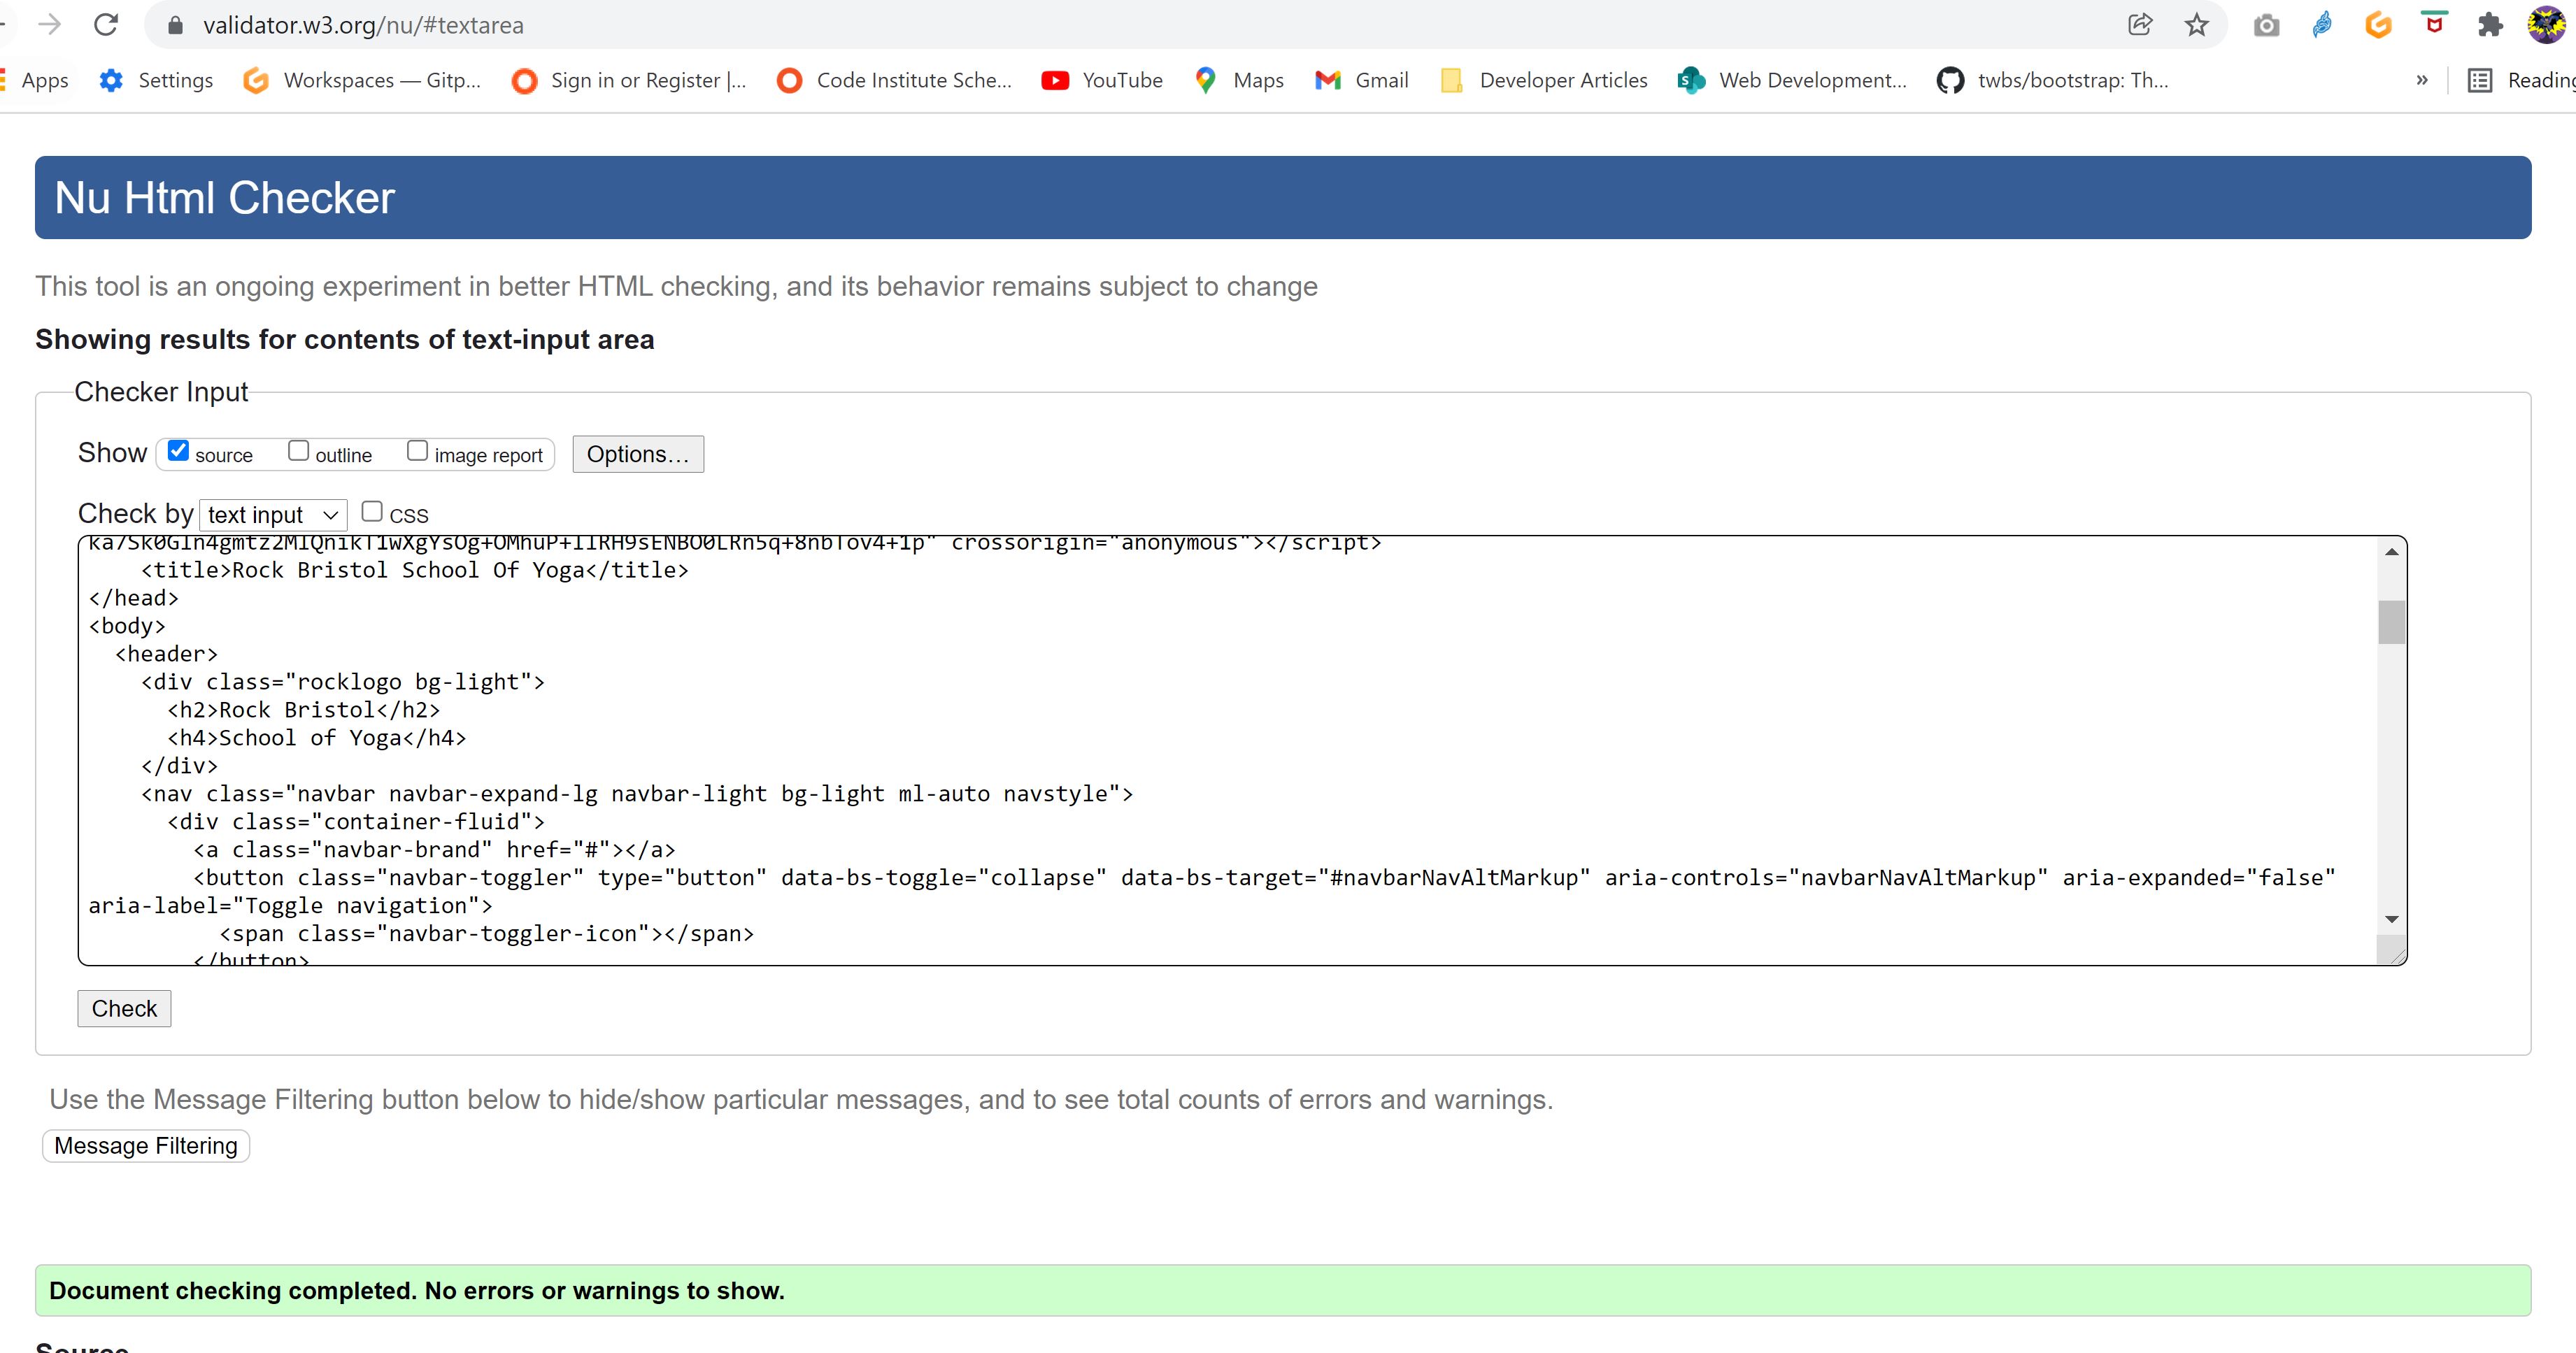 validator.w3.org/nu/#textarea
Apps Settings Workspaces — Gitp... Sign in or Register |... Code Institute Sche... YouTube Maps Gmail Developer Articles Web Development... twbs/bootstrap: Th... » Reading
Nu Html Checker
This tool is an ongoing experiment in better HTML checking, and its behavior remains subject to change
Showing results for contents of text-input area
Checker Input
Show source outline image report Options...
Check by text input CSS
crossorigin="anonymous"></script>
<title>Rock Bristol School Of Yoga</title>
</head>
<body>
<header>
<div class="rocklogo bg-light">
<h2>Rock Bristol</h2>
<h4>School of Yoga</h4>
</div>
<nav class="navbar navbar-expand-lg navbar-light bg-light ml-auto navstyle">
<div class="container-fluid">
<a class="navbar-brand" href="#"></a>
<button class="navbar-toggler" type="button" data-bs-toggle="collapse" data-bs-target="#navbarNavAltMarkup" aria-controls="navbarNavAltMarkup" aria-expanded="false"
aria-label="Toggle navigation">
<span class="navbar-toggler-icon"></span>
</button>
Check
Use the Message Filtering button below to hide/show particular messages, and to see total counts of errors and warnings.
Message Filtering
Document checking completed. No errors or warnings to show.
Source